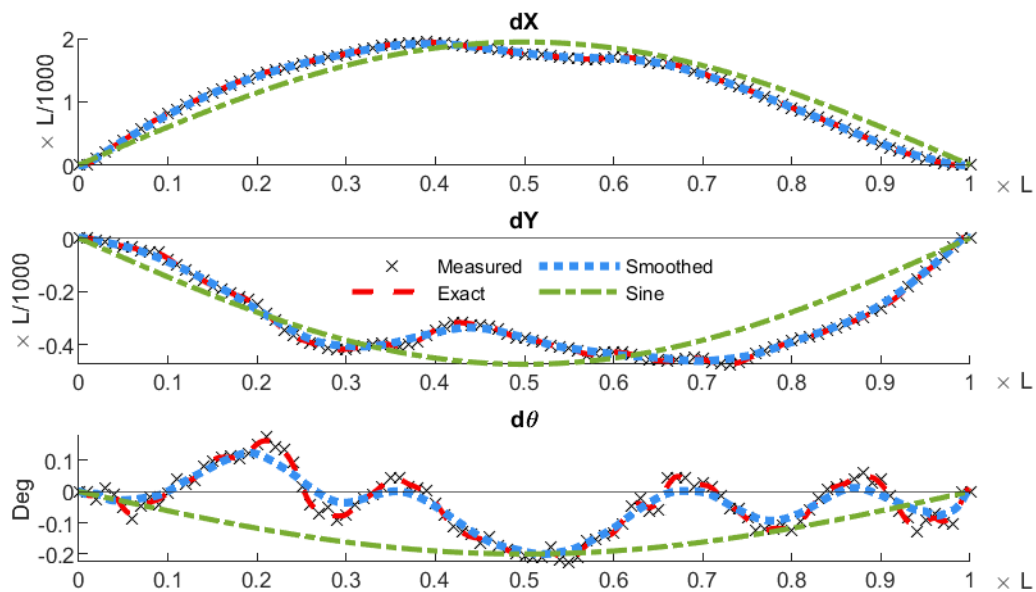 dX
× L/1000
2
1
0
0 0.1 0.2 0.3 0.4 0.5 0.6 0.7 0.8 0.9 1 × L
dY
× L/1000
0
-0.2
-0.4
× Measured Smoothed
Exact Sine
0 0.1 0.2 0.3 0.4 0.5 0.6 0.7 0.8 0.9 1 × L
dθ
Deg
0.1
0
-0.1
-0.2
0 0.1 0.2 0.3 0.4 0.5 0.6 0.7 0.8 0.9 1 × L